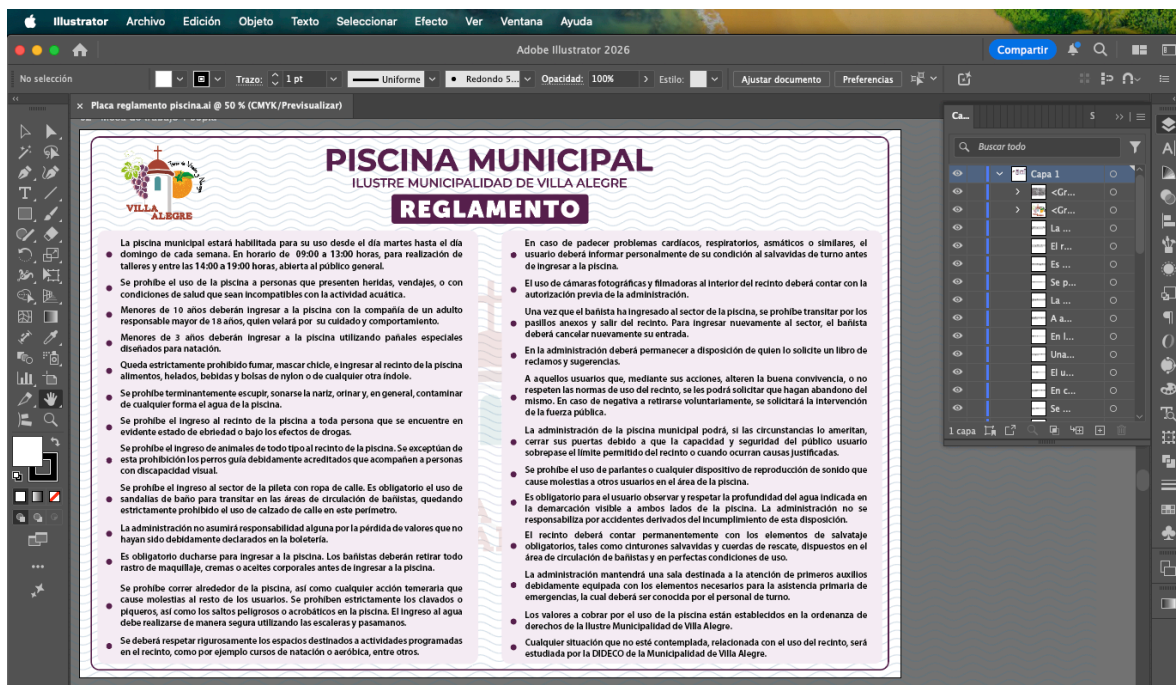 Illustrator Archivo Edición Objeto Texto Seleccionar Efecto Ver Ventana Ayuda
Adobe Illustrator 2026
Compartir
No selección
Trazo:
1 pt
Uniforme
Redondo 5...
Opacidad:
100%
Estilo:
Ajustar documento
Preferencias
Placa reglamento piscina.ai @ 50 % (CMYK/Previsualizar)
PISCINA MUNICIPAL
ILUSTRE MUNICIPALIDAD DE VILLA ALEGRE
REGLAMENTO
VILLA
ALEGRE
La piscina municipal estará habilitada para su uso desde el día martes hasta el día
domingo de cada semana. En horario de 09:00 a 13:00 horas, para realización de
talleres y entre las 14:00 a 19:00 horas, abierta al público general.
Se prohíbe el uso de la piscina a personas que presenten heridas, vendajes, o con
condiciones de salud que sean incompatibles con la actividad acuática.
Menores de 10 años deberán ingresar a la piscina con la compañía de un adulto
responsable mayor de 18 años, quien velará por su cuidado y comportamiento.
Menores de 3 años deberán ingresar a la piscina utilizando pañales especiales
diseñados para natación.
Queda estrictamente prohibido fumar, mascar chicle, e ingresar al recinto de la piscina
alimentos, helados, bebidas y bolsas de nylon o de cualquier otra índole.
Se prohíbe terminantemente escupir, sonarse la nariz, orinar y, en general, contaminar
de cualquier forma el agua de la piscina.
Se prohíbe el ingreso al recinto de la piscina a toda persona que se encuentre en
evidente estado de ebriedad o bajo los efectos de drogas.
Se prohíbe el ingreso de animales de todo tipo al recinto de la piscina. Se exceptúan de
esta prohibición los perros guía debidamente acreditados que acompañen a personas
con discapacidad visual.
Se prohíbe el ingreso al sector de la pileta con ropa de calle. Es obligatorio el uso de
sandalias de baño para transitar en las áreas de circulación de bañistas, quedando
estrictamente prohibido el uso de calzado de calle en este perímetro.
La administración no asumirá responsabilidad alguna por la pérdida de valores que no
hayan sido debidamente declarados en la boletería.
Es obligatorio ducharse para ingresar a la piscina. Los bañistas deberán retirar todo
rastro de maquillaje, cremas o aceites corporales antes de ingresar a la piscina.
Se prohíbe correr alrededor de la piscina, así como cualquier acción temeraria que
cause molestias al resto de los usuarios. Se prohíben estrictamente los clavados o
piqueros, así como los saltos peligrosos o acrobáticos en la piscina. El ingreso al agua
debe realizarse de manera segura utilizando las escaleras y pasamanos.
Se deberá respetar rigurosamente los espacios destinados a actividades programadas
en el recinto, como por ejemplo cursos de natación o aeróbica, entre otros.
En caso de padecer problemas cardíacos, respiratorios, asmáticos o similares, el
usuario deberá informar personalmente de su condición al salvavidas de turno antes
de ingresar a la piscina.
El uso de cámaras fotográficas y filmadoras al interior del recinto deberá contar con la
autorización previa de la administración.
Una vez que el bañista ha ingresado al sector de la piscina, se prohíbe transitar por los
pasillos anexos y salir del recinto. Para ingresar nuevamente al sector, el bañista
deberá cancelar nuevamente su entrada.
En la administración deberá permanecer a disposición de quien lo solicite un libro de
reclamos y sugerencias.
A aquellos usuarios que, mediante sus acciones, alteren la buena convivencia, o no
respeten las normas de uso del recinto, se les podrá solicitar que hagan abandono del
mismo. En caso de negativa a retirarse voluntariamente, se solicitará la intervención
de la fuerza pública.
La administración de la piscina municipal podrá, si las circunstancias lo ameritan,
cerrar sus puertas debido a que la capacidad y seguridad del público usuario
sobrepase el límite permitido del recinto o cuando ocurran causas justificadas.
Se prohíbe el uso de parlantes o cualquier dispositivo de reproducción de sonido que
cause molestias a otros usuarios en el área de la piscina.
Es obligatorio para el usuario observar y respetar la profundidad del agua indicada en
la demarcación visible a ambos lados de la piscina. La administración no se
responsabiliza por accidentes derivados del incumplimiento de esta disposición.
El recinto deberá contar permanentemente con los elementos de salvataje
obligatorios, tales como cinturones salvavidas y cuerdas de rescate, dispuestos en el
área de circulación de bañistas y en perfectas condiciones de uso.
La administración mantendrá una sala destinada a la atención de primeros auxilios
debidamente equipada con los elementos necesarios para la asistencia primaria de
emergencias, la cual deberá ser conocida por el personal de turno.
Los valores a cobrar por el uso de la piscina están establecidos en la ordenanza de
derechos de la Ilustre Municipalidad de Villa Alegre.
Cualquier situación que no esté contemplada, relacionada con el uso del recinto, será
estudiada por la DIDECO de la Municipalidad de Villa Alegre.
Ca...
S
Buscar todo
Capa 1
<Gr...
<Gr...
La ...
El r...
Es ...
Se p...
La ...
A a...
En l...
Una...
El u...
En c...
Se ...
1 capa